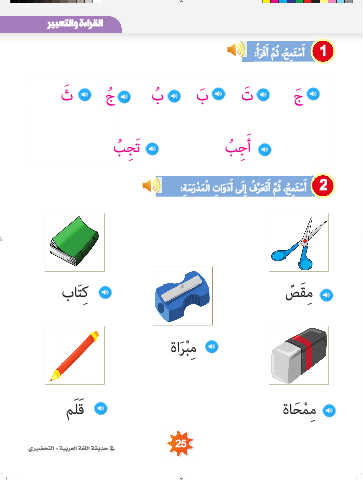 القراءة والتعبير
1 أَسْتَمِعُ، ثُمَّ أَقْرَأُ:
جَ تَ بَ بُ جُ ثَ
أَجِبُ تَجِبُ
2 أَسْتَمِعُ، ثُمَّ أَتَعَرَّفُ إِلَى أَدَوَاتِ الْمَدْرَسَةِ:
مِقَصّ
كِتَاب
مِبْرَاة
مِمْحَاة
قَلَم
25
في حديقة اللغة العربية - التحضيري